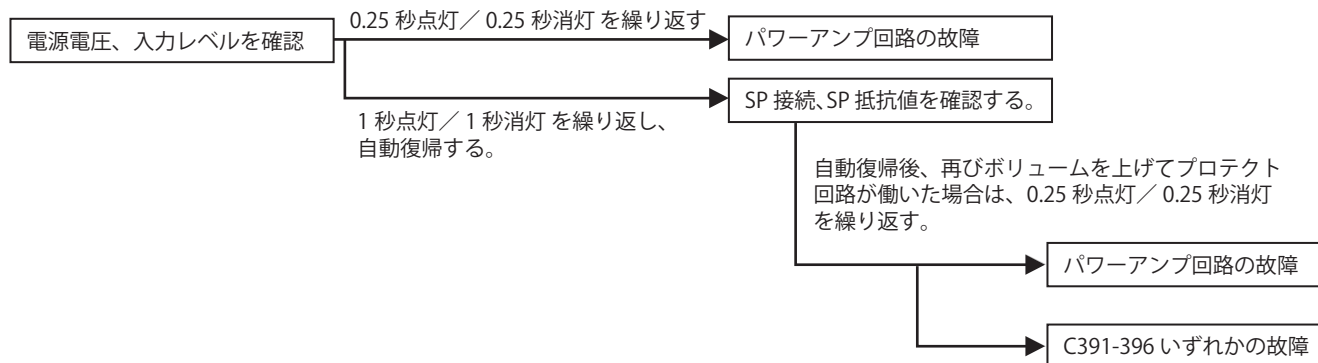 0.25 秒点灯／ 0.25 秒消灯 を繰り返す
電源電圧、入力レベルを確認
パワーアンプ回路の故障
SP 接続、SP 抵抗値を確認する。
1 秒点灯／ 1 秒消灯 を繰り返し、
自動復帰する。
自動復帰後、再びボリュームを上げてプロテクト
回路が働いた場合は、0.25 秒点灯／ 0.25 秒消灯
を繰り返す。
パワーアンプ回路の故障
C391-396 いずれかの故障